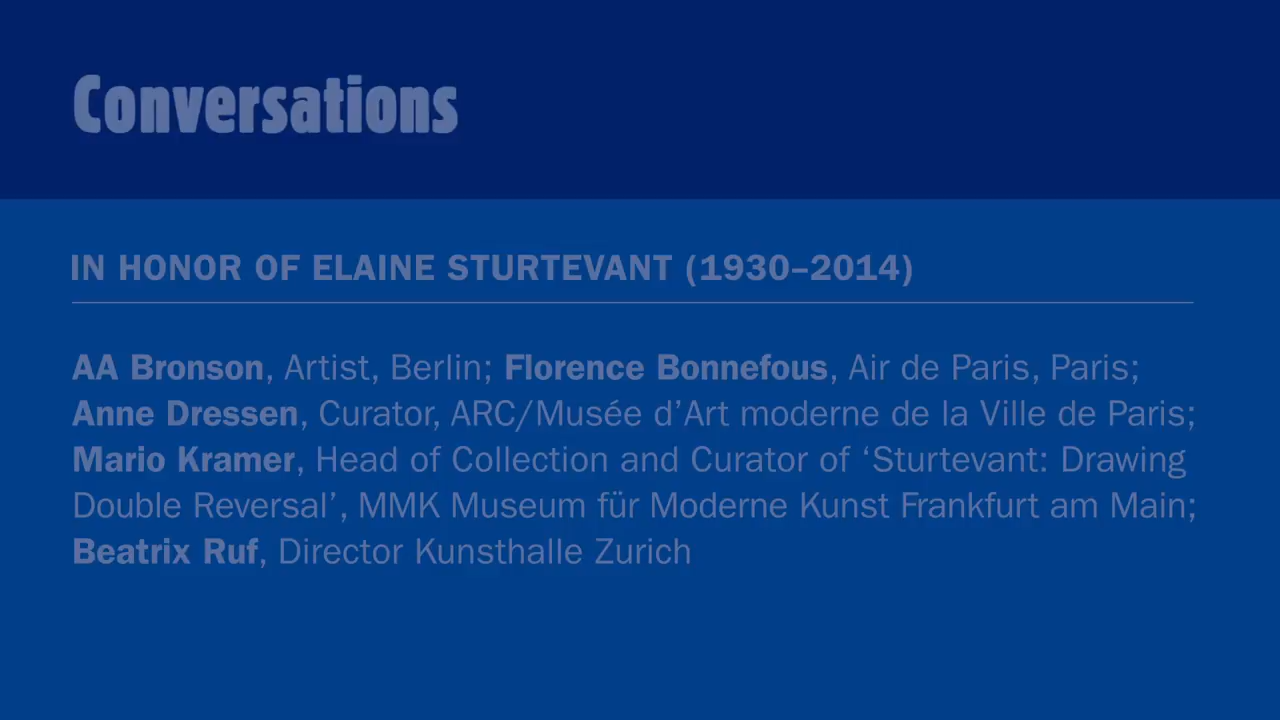 Conversations
IN HONOR OF ELAINE STURTEVANT (1930–2014)
AA Bronson, Artist, Berlin; Florence Bonnefous, Air de Paris, Paris;
Anne Dressen, Curator, ARC/Musée d’Art moderne de la Ville de Paris;
Mario Kramer, Head of Collection and Curator of ‘Sturtevant: Drawing
Double Reversal’, MMK Museum für Moderne Kunst Frankfurt am Main;
Beatrix Ruf, Director Kunsthalle Zurich